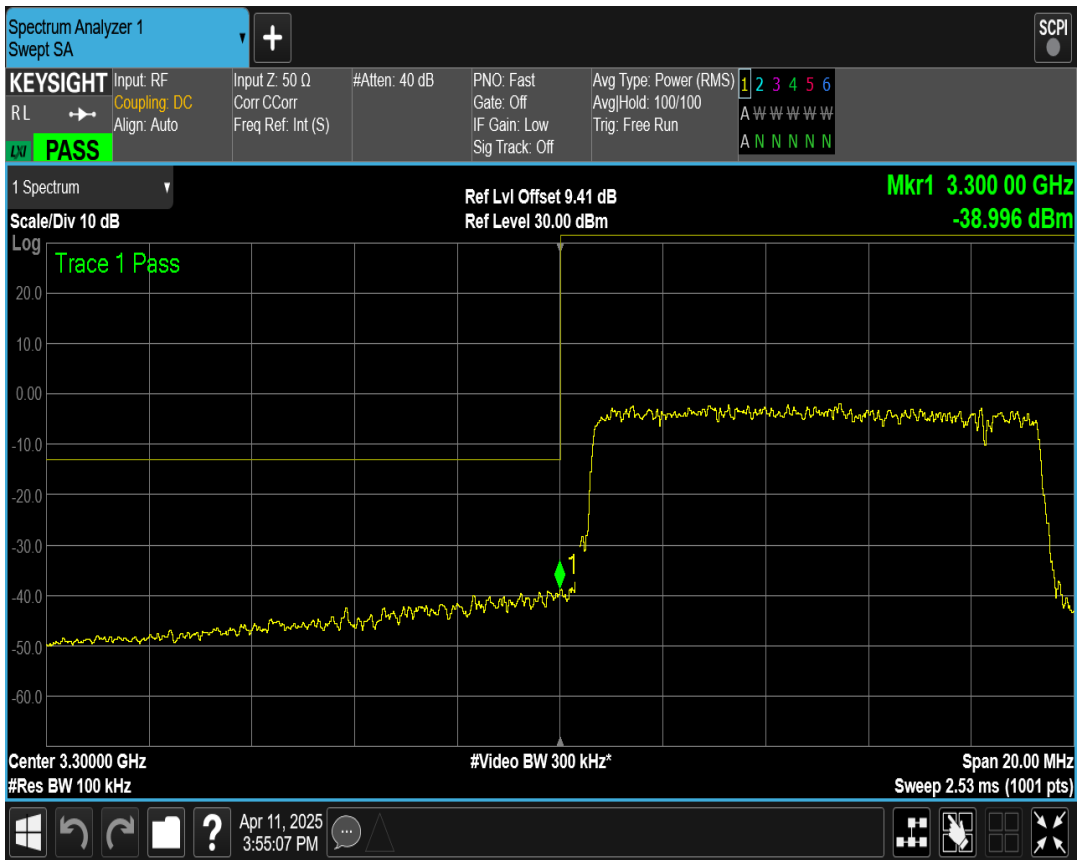 Spectrum Analyzer 1
Swept SA
SCPI
KEYSIGHT
RL
LXI PASS
Input: RF
Coupling: DC
Align: Auto
Input Z: 50 Ω
Corr CCorr
Freq Ref: Int (S)
#Atten: 40 dB
PNO: Fast
Gate: Off
IF Gain: Low
Sig Track: Off
Avg Type: Power (RMS)
Avg|Hold: 100/100
Trig: Free Run
1 2 3 4 5 6
A W W W W W
A N N N N N
1 Spectrum
Scale/Div 10 dB
Ref Lvl Offset 9.41 dB
Ref Level 30.00 dBm
Mkr1 3.300 00 GHz
-38.996 dBm
Log
Trace 1 Pass
20.0
10.0
0.00
-10.0
-20.0
-30.0
1
-40.0
-50.0
-60.0
Center 3.30000 GHz
#Res BW 100 kHz
#Video BW 300 kHz*
Span 20.00 MHz
Sweep 2.53 ms (1001 pts)
?
Apr 11, 2025
3:55:07 PM